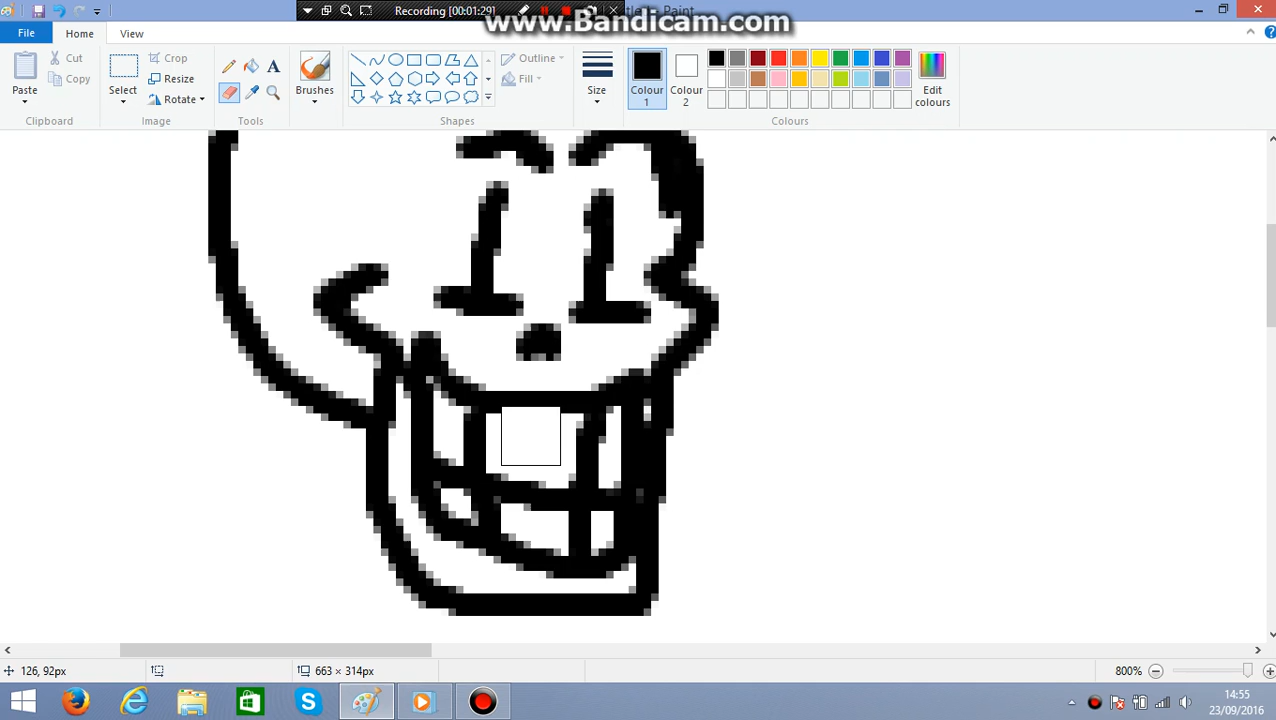 Recording [00:01:29]
www.Bandicam.com
Paint
File
Home
View
Paste
Cut
Copy
Clipboard
Select
Crop
Resize
Rotate
Image
Tools
Brushes
Outline
Fill
Shapes
Size
Colour 1
Colour 2
Edit colours
Colours
126, 92px
663 × 314px
800%
14:55
23/09/2016